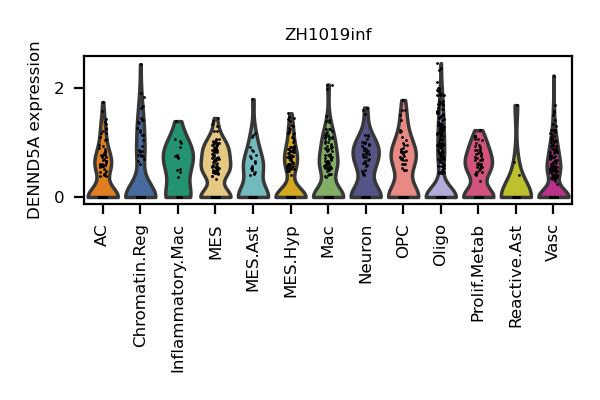 ZH1019inf
DENND5A expression
2
0
AC
Chromatin.Reg
Inflammatory.Mac
MES
MES.Ast
MES.Hyp
Mac
Neuron
OPC
Oligo
Prolif.Metab
Reactive.Ast
Vasc